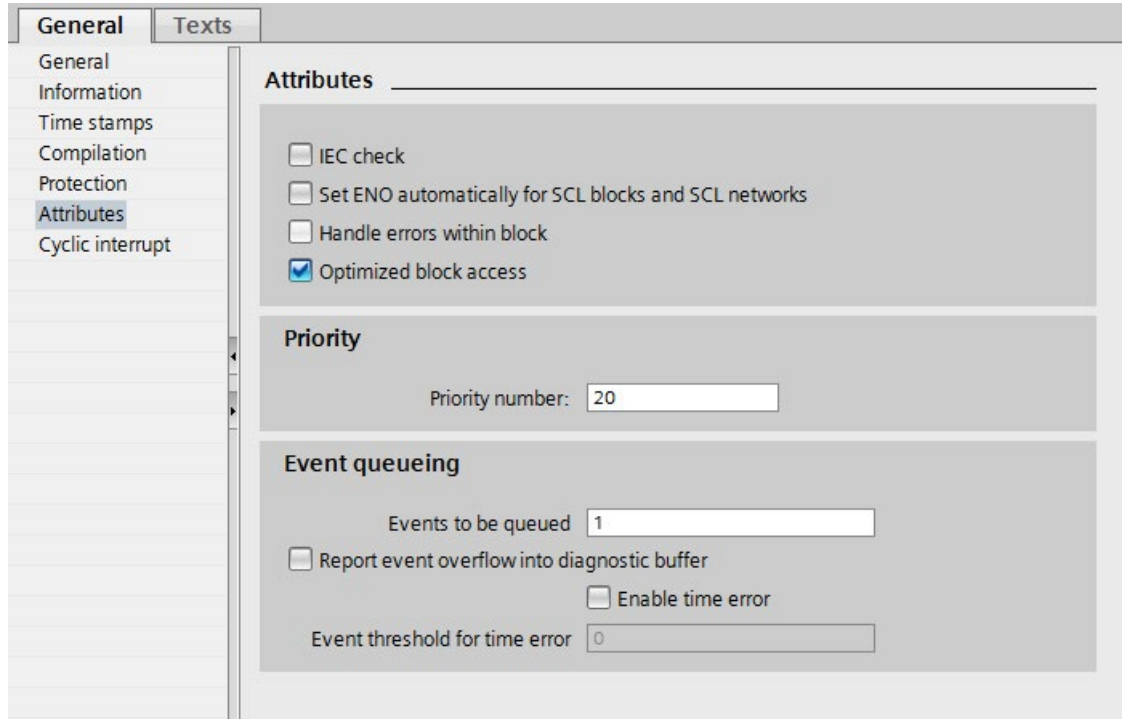 General Texts
General
Information
Time stamps
Compilation
Protection
Attributes
Cyclic interrupt
Attributes
IEC check
Set ENO automatically for SCL blocks and SCL networks
Handle errors within block
Optimized block access
Priority
Priority number: 20
Event queueing
Events to be queued 1
Report event overflow into diagnostic buffer
Enable time error
Event threshold for time error 0